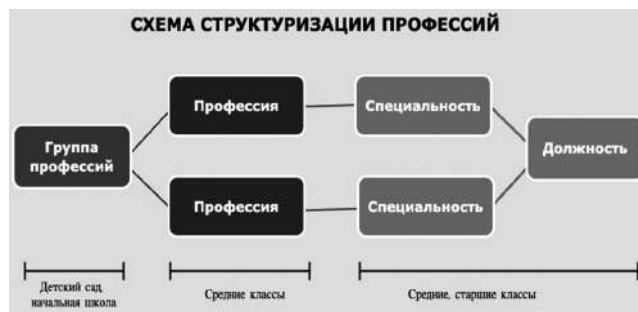 СХЕМА СТРУКТУРИЗАЦИИ ПРОФЕССИЙ
Профессия
Специальность
Группа
профессий
Должность
Профессия
Специальность
Детский сад,
начальная школа
Средние классы
Средние, старшие классы